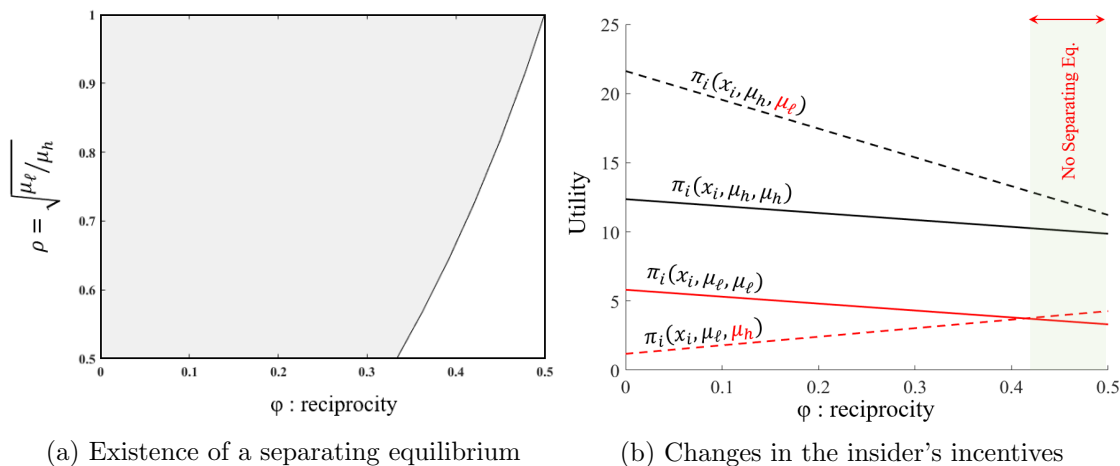 1
0.9
0.8
0.7
0.6
0.5
ρ = √μℓ/μh
0 0.1 0.2 0.3 0.4 0.5
φ : reciprocity
(a) Existence of a separating equilibrium
25
20
15
10
5
0
Utility
πi(xi, μh, μℓ)
πi(xi, μh, μh)
πi(xi, μℓ, μℓ)
πi(xi, μℓ, μh)
No Separating Eq.
0 0.1 0.2 0.3 0.4 0.5
φ : reciprocity
(b) Changes in the insider's incentives